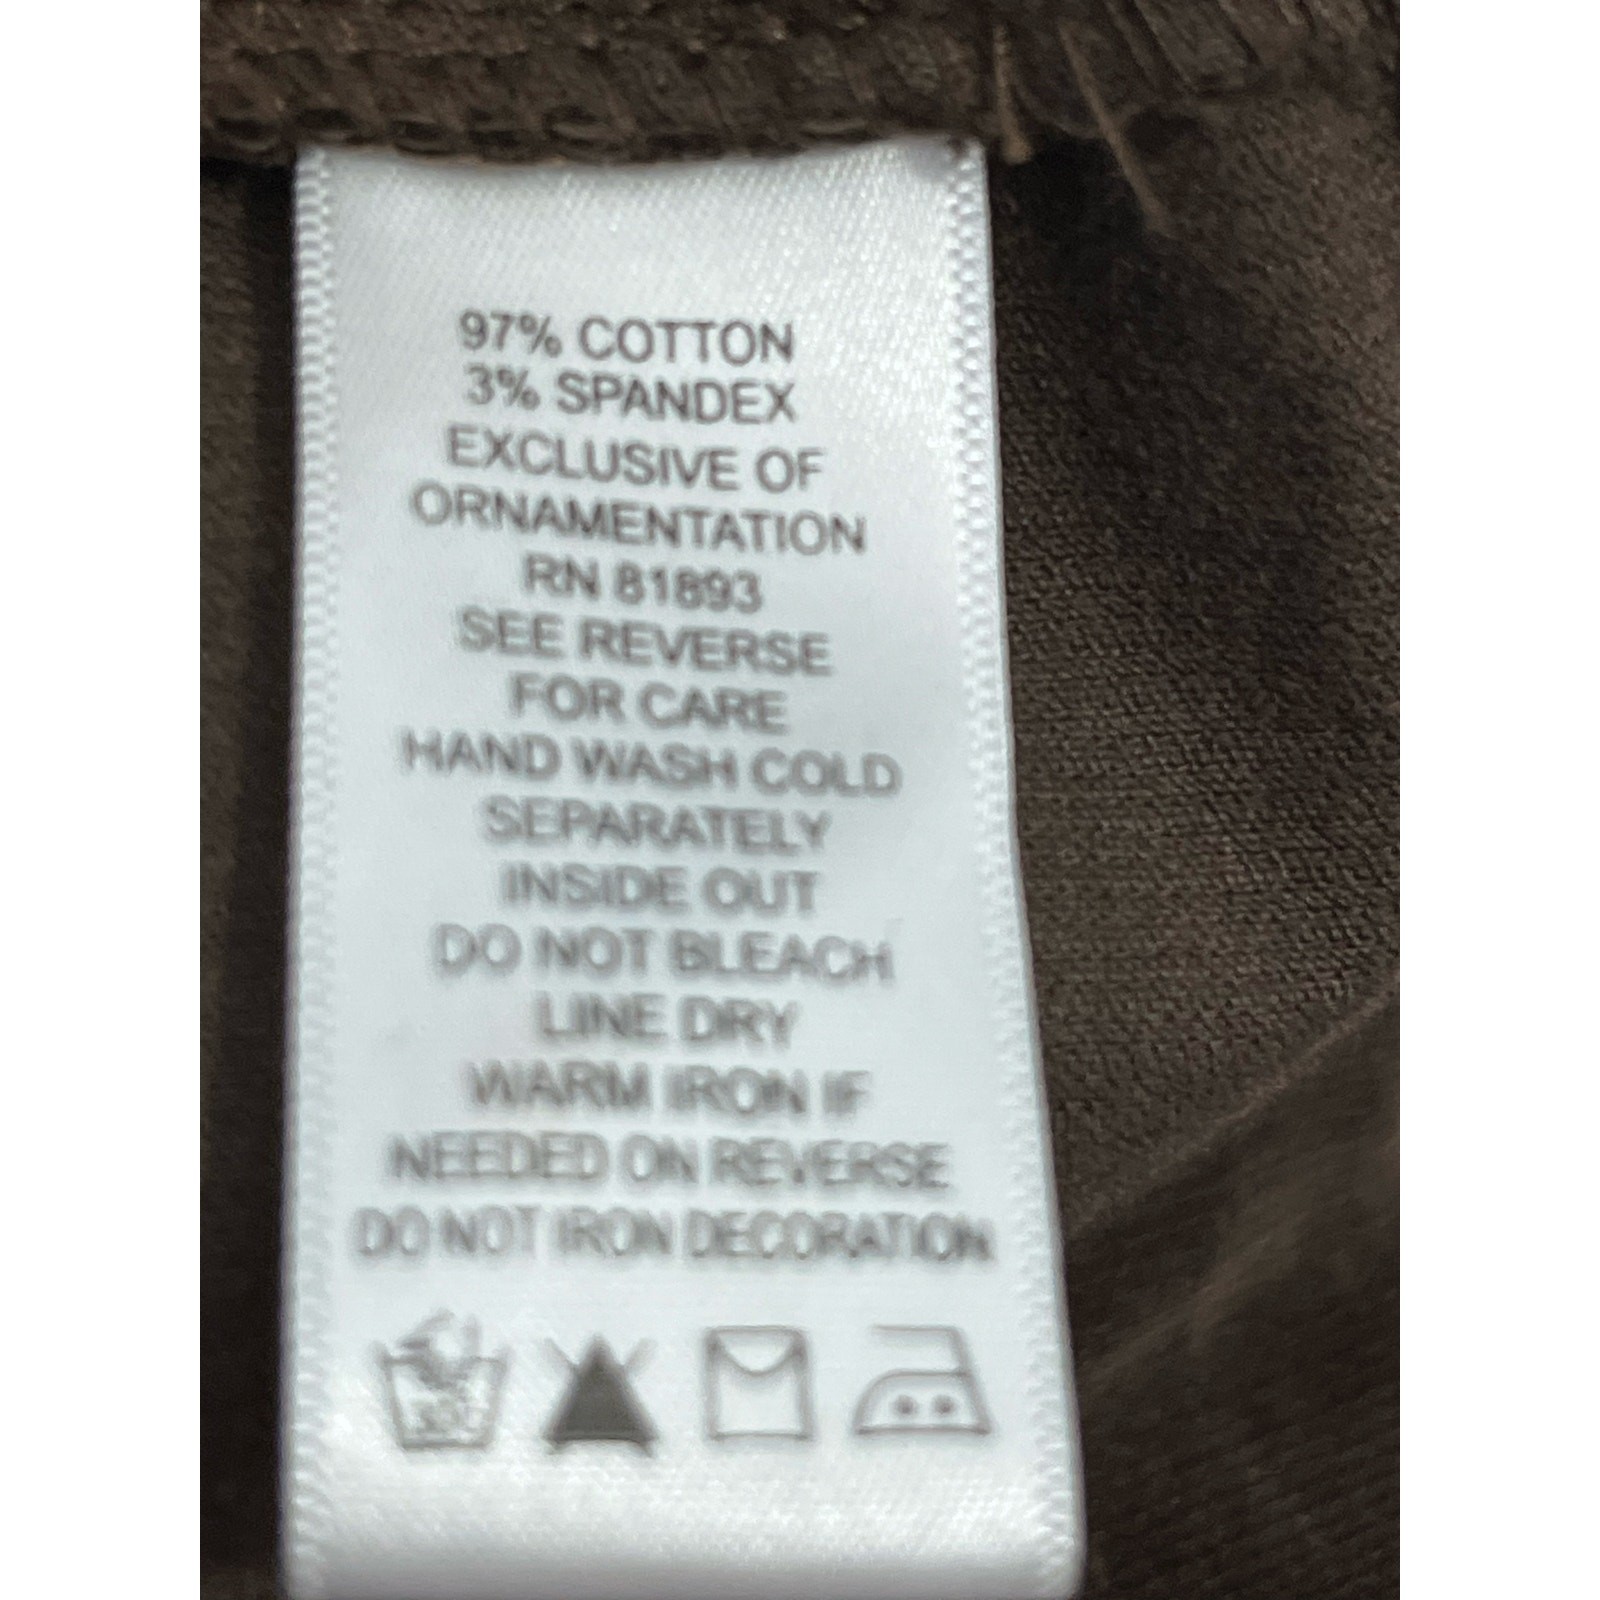 97% COTTON
3% SPANDEX
EXCLUSIVE OF
ORNAMENTATION
RN 81893
SEE REVERSE
FOR CARE
HAND WASH COLD
SEPARATELY
INSIDE OUT
DO NOT BLEACH
LINE DRY
WARM IRON IF
NEEDED ON REVERSE
DO NOT IRON DECORATION